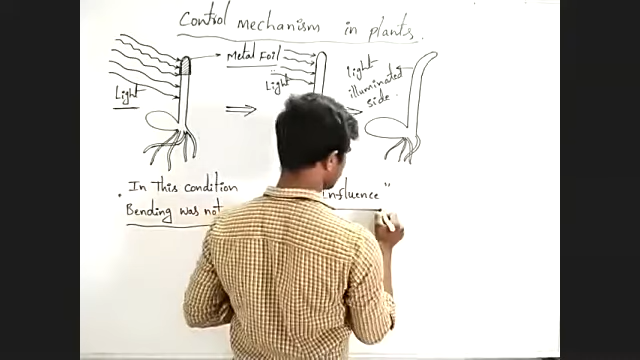 Control mechanism in plants.
Metal Foil
Light
Light
light
illuminated
side.
. In This condition
Bending was not
Influence"